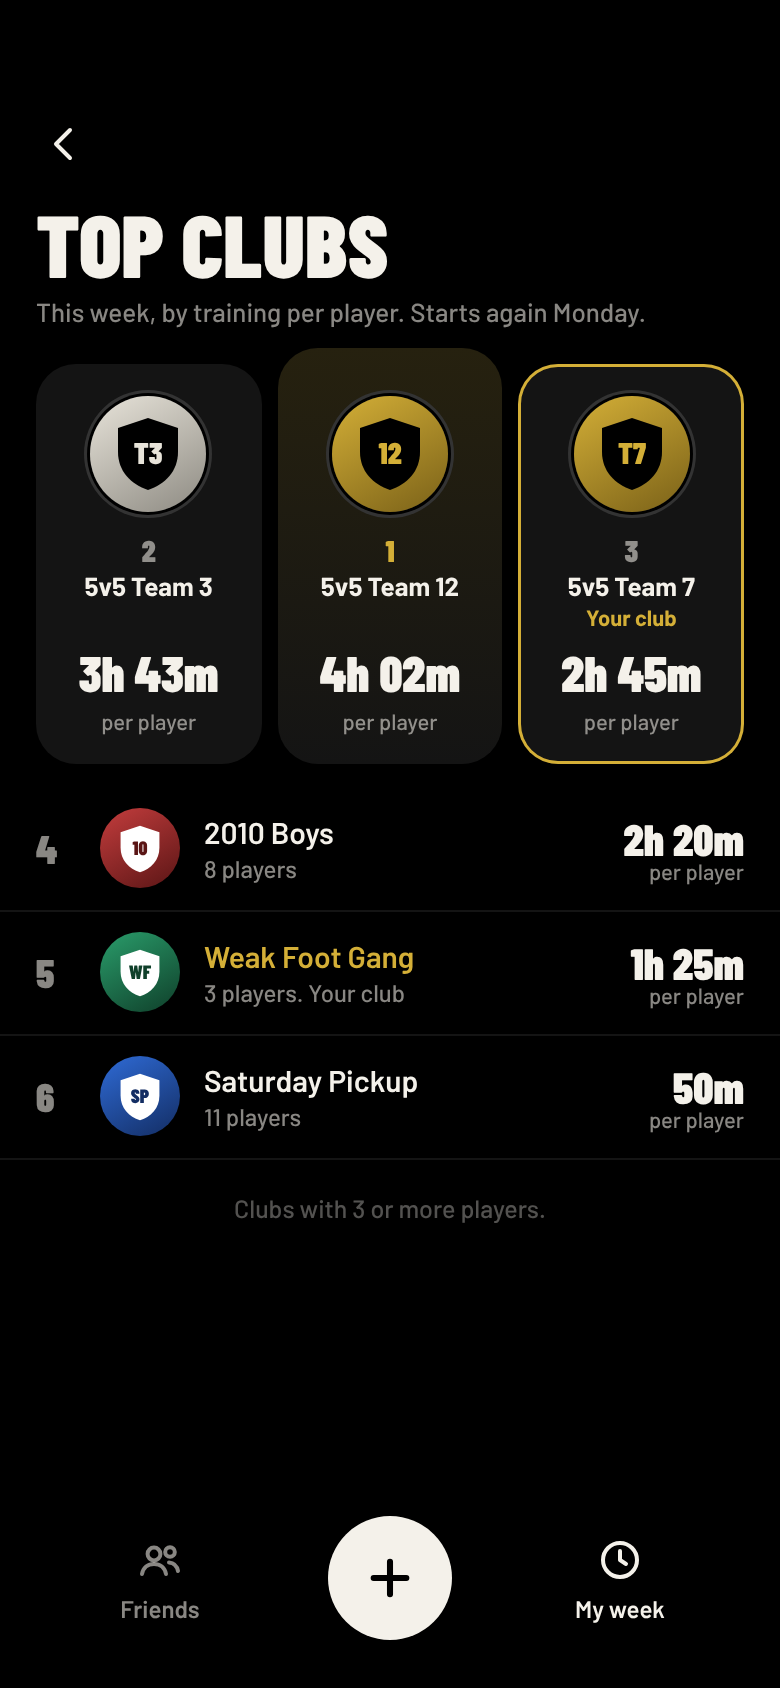 TOP CLUBS
This week, by training per player. Starts again Monday.
T3
2
5v5 Team 3
3h 43m
per player
12
1
5v5 Team 12
4h 02m
per player
T7
3
5v5 Team 7
Your club
2h 45m
per player
4
10
2010 Boys
8 players
2h 20m
per player
5
WF
Weak Foot Gang
3 players. Your club
1h 25m
per player
6
SP
Saturday Pickup
11 players
50m
per player
Clubs with 3 or more players.
Friends
My week